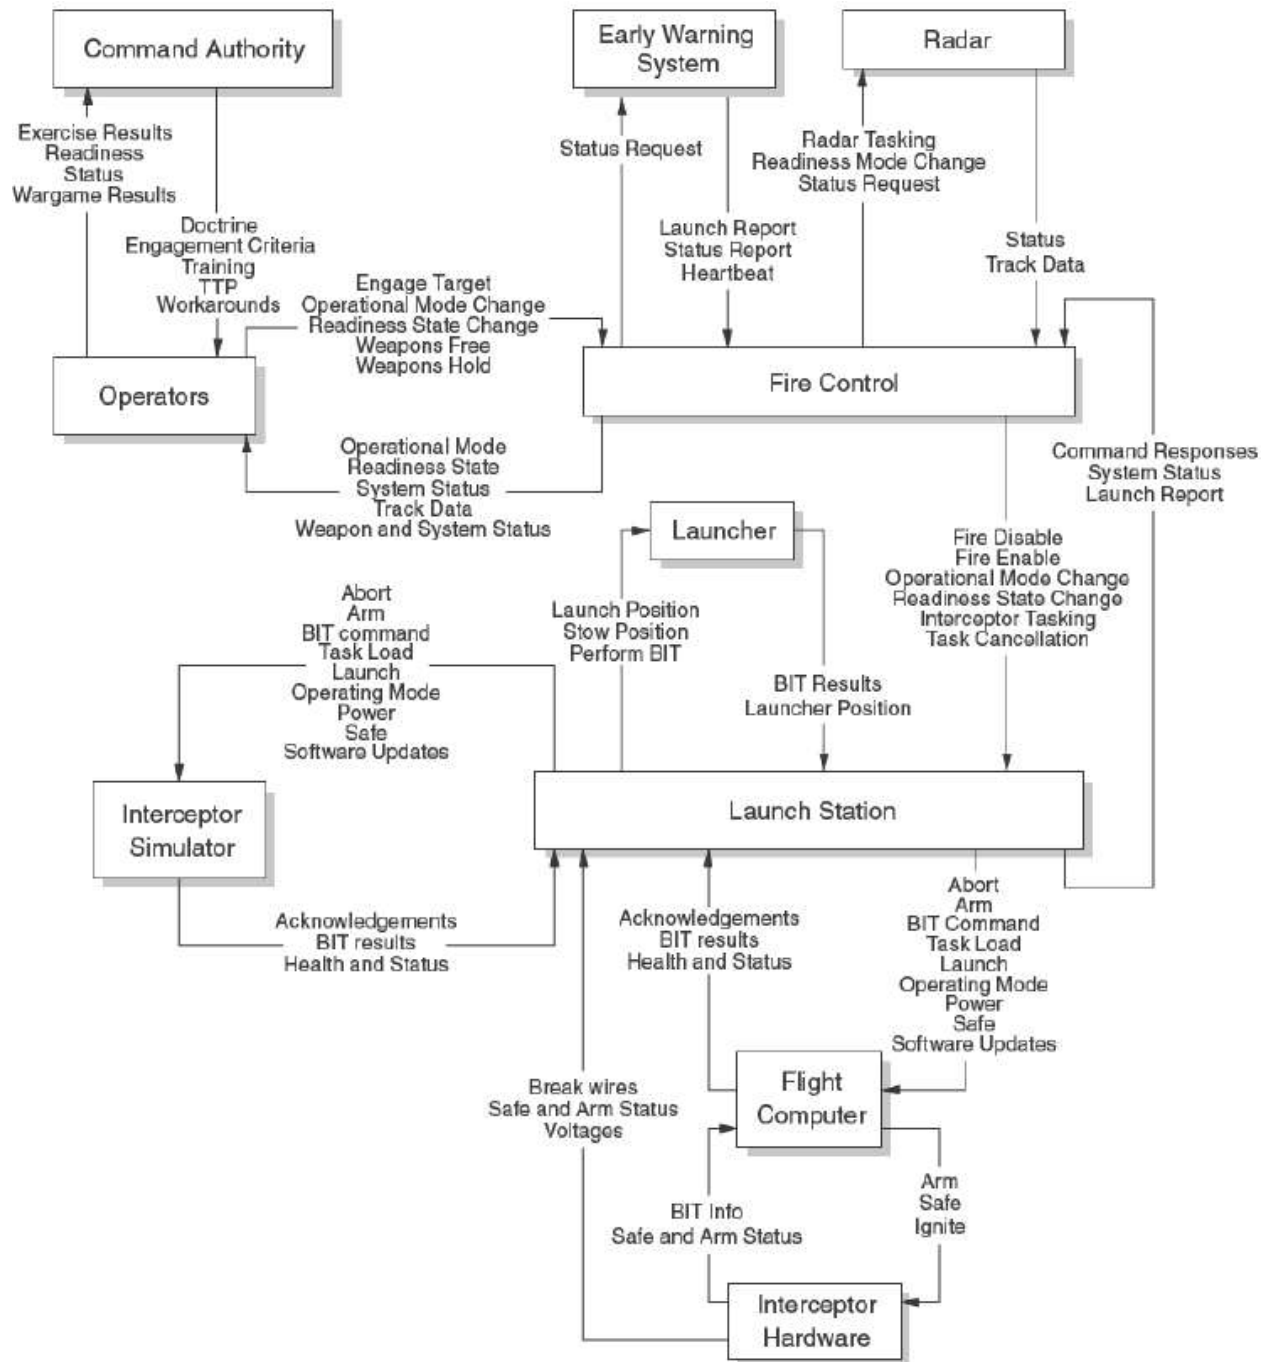 Command Authority
Early Warning
System
Radar
Exercise Results
Readiness
Status
Wargame Results
Doctrine
Engagement Criteria
Training
TTP
Workarounds
Status Request
Launch Report
Status Report
Heartbeat
Radar Tasking
Readiness Mode Change
Status Request
Status
Track Data
Engage Target
Operational Mode Change
Readiness State Change
Weapons Free
Weapons Hold
Operators
Fire Control
Operational Mode
Readiness State
System Status
Track Data
Weapon and System Status
Command Responses
System Status
Launch Report
Launcher
Fire Disable
Fire Enable
Operational Mode Change
Readiness State Change
Interceptor Tasking
Task Cancellation
Abort
Arm
BIT command
Task Load
Launch
Operating Mode
Power
Safe
Software Updates
Launch Position
Stow Position
Perform BIT
BIT Results
Launcher Position
Interceptor
Simulator
Launch Station
Acknowledgements
BIT results
Health and Status
Acknowledgements
BIT results
Health and Status
Abort
Arm
BIT Command
Task Load
Launch
Operating Mode
Power
Safe
Software Updates
Flight
Computer
Break wires
Safe and Arm Status
Voltages
BIT Info
Safe and Arm Status
Arm
Safe
Ignite
Interceptor
Hardware